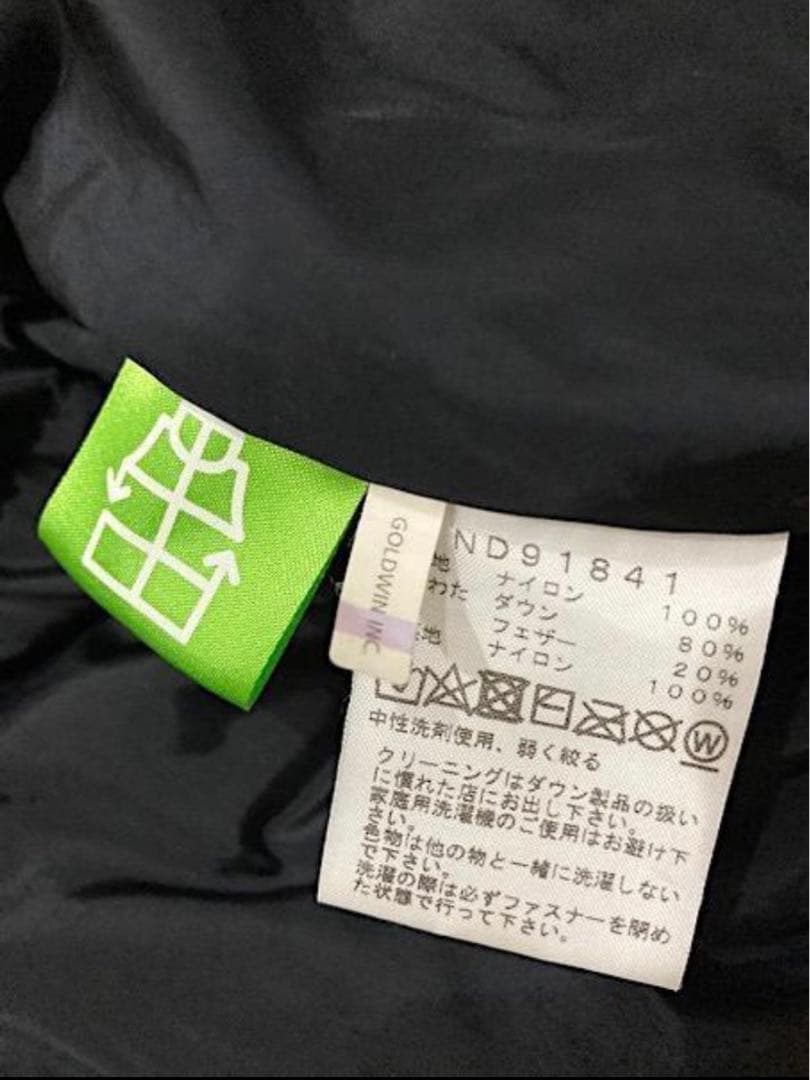 GOLDWIN INC
ND91841
地 ナイロン 100%
わた ダウン 80%
フェザー 20%
地 ナイロン 100%
W
中性洗剤使用、弱く絞る
クリーニングはダウン製品の扱い
に慣れた店にお出し下さい。
家庭用洗濯機のご使用はお避け下
さい。
色物は他の物と一緒に洗濯しない
で下さい。
洗濯の際は必ずファスナーを閉め
た状態で行って下さい。